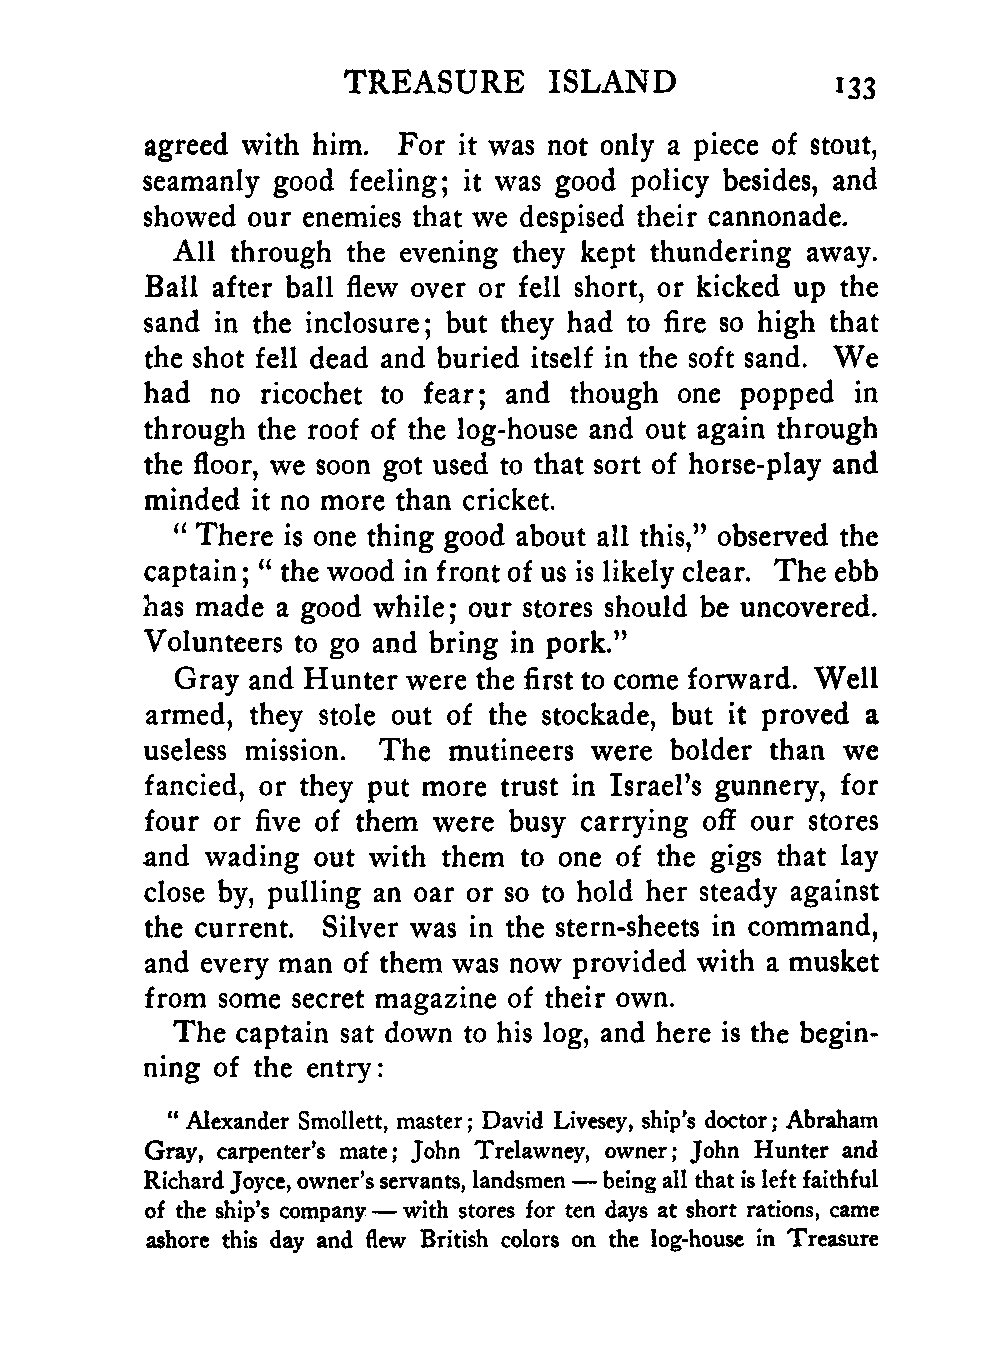 TREASURE ISLAND 133
agreed with him. For it was not only a piece of stout,
seamanly good feeling; it was good policy besides, and
showed our enemies that we despised their cannonade.
All through the evening they kept thundering away.
Ball after ball flew over or fell short, or kicked up the
sand in the inclosure; but they had to fire so high that
the shot fell dead and buried itself in the soft sand. We
had no ricochet to fear; and though one popped in
through the roof of the log-house and out again through
the floor, we soon got used to that sort of horse-play and
minded it no more than cricket.
“ There is one thing good about all this,” observed the
captain; “ the wood in front of us is likely clear. The ebb
has made a good while; our stores should be uncovered.
Volunteers to go and bring in pork.”
Gray and Hunter were the first to come forward. Well
armed, they stole out of the stockade, but it proved a
useless mission. The mutineers were bolder than we
fancied, or they put more trust in Israel’s gunnery, for
four or five of them were busy carrying off our stores
and wading out with them to one of the gigs that lay
close by, pulling an oar or so to hold her steady against
the current. Silver was in the stern-sheets in command,
and every man of them was now provided with a musket
from some secret magazine of their own.
The captain sat down to his log, and here is the begin-
ning of the entry:
“ Alexander Smollett, master; David Livesey, ship’s doctor; Abraham
Gray, carpenter’s mate; John Trelawney, owner; John Hunter and
Richard Joyce, owner’s servants, landsmen — being all that is left faithful
of the ship’s company — with stores for ten days at short rations, came
ashore this day and flew British colors on the log-house in Treasure